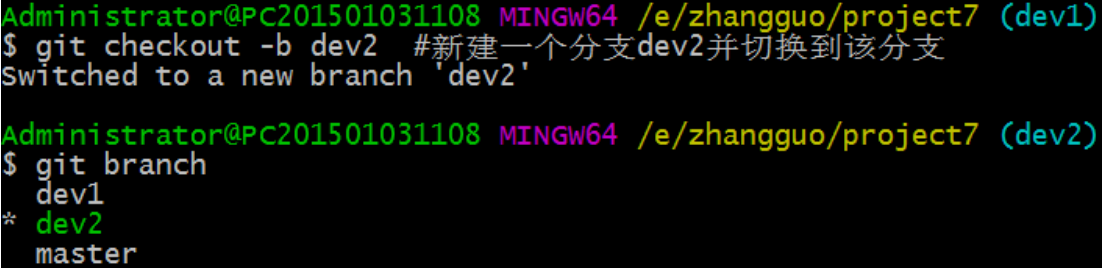 Administrator@PC201501031108 MINGW64 /e/zhangguo/project7 (dev1)
$ git checkout -b dev2  #新建一个分支dev2并切换到该分支
Switched to a new branch 'dev2'

Administrator@PC201501031108 MINGW64 /e/zhangguo/project7 (dev2)
$ git branch
  dev1
* dev2
  master